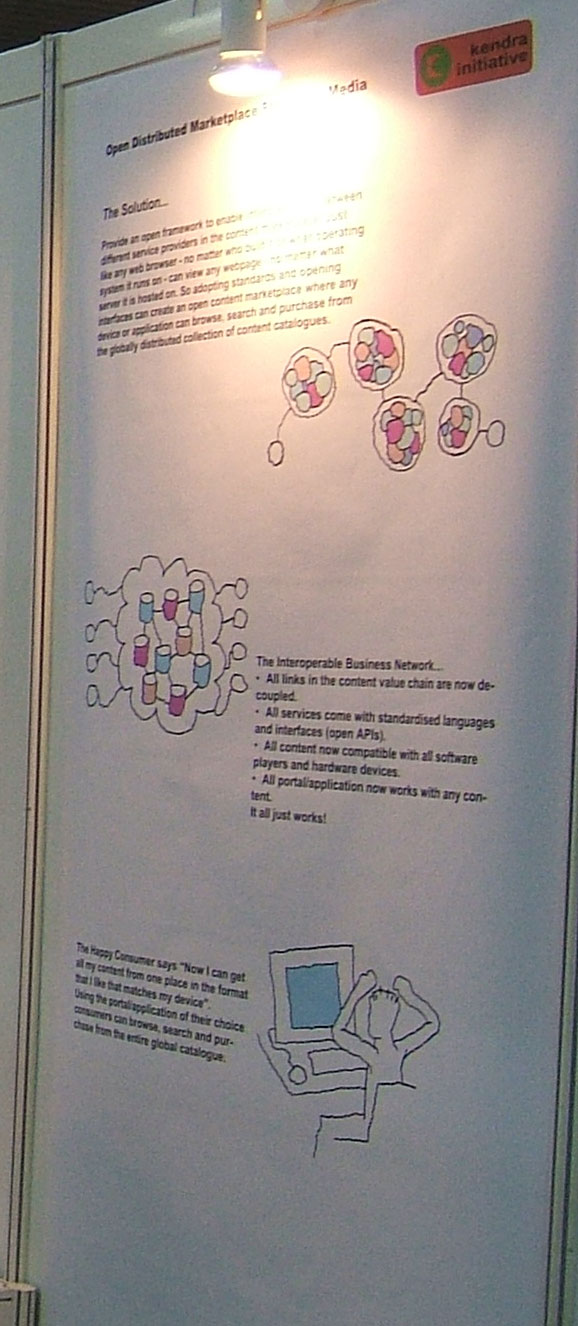 kendra
initiative
Open Distributed Marketplace Media
The Solution...
Provide an open framework to enable between
different service providers in the content just
like any web browser - no matter who operating
system it runs on - can view any webpage, no matter what
server it is hosted on. So adopting standards and opening
interfaces can create an open content marketplace where any
device or application can browse, search and purchase from
the globally distributed collection of content catalogues.
The Interoperable Business Network...
• All links in the content value chain are now de-
coupled.
• All services come with standardised languages
and interfaces (open APIs).
• All content now compatible with all software
players and hardware devices.
• All portal/application now works with any con-
tent.
It all just works!
The Happy Consumer says "Now I can get
all my content from one place in the format
that I like that matches my device".
Using the portal/application of their choice
consumers can browse, search and pur-
chase from the entire global catalogue.